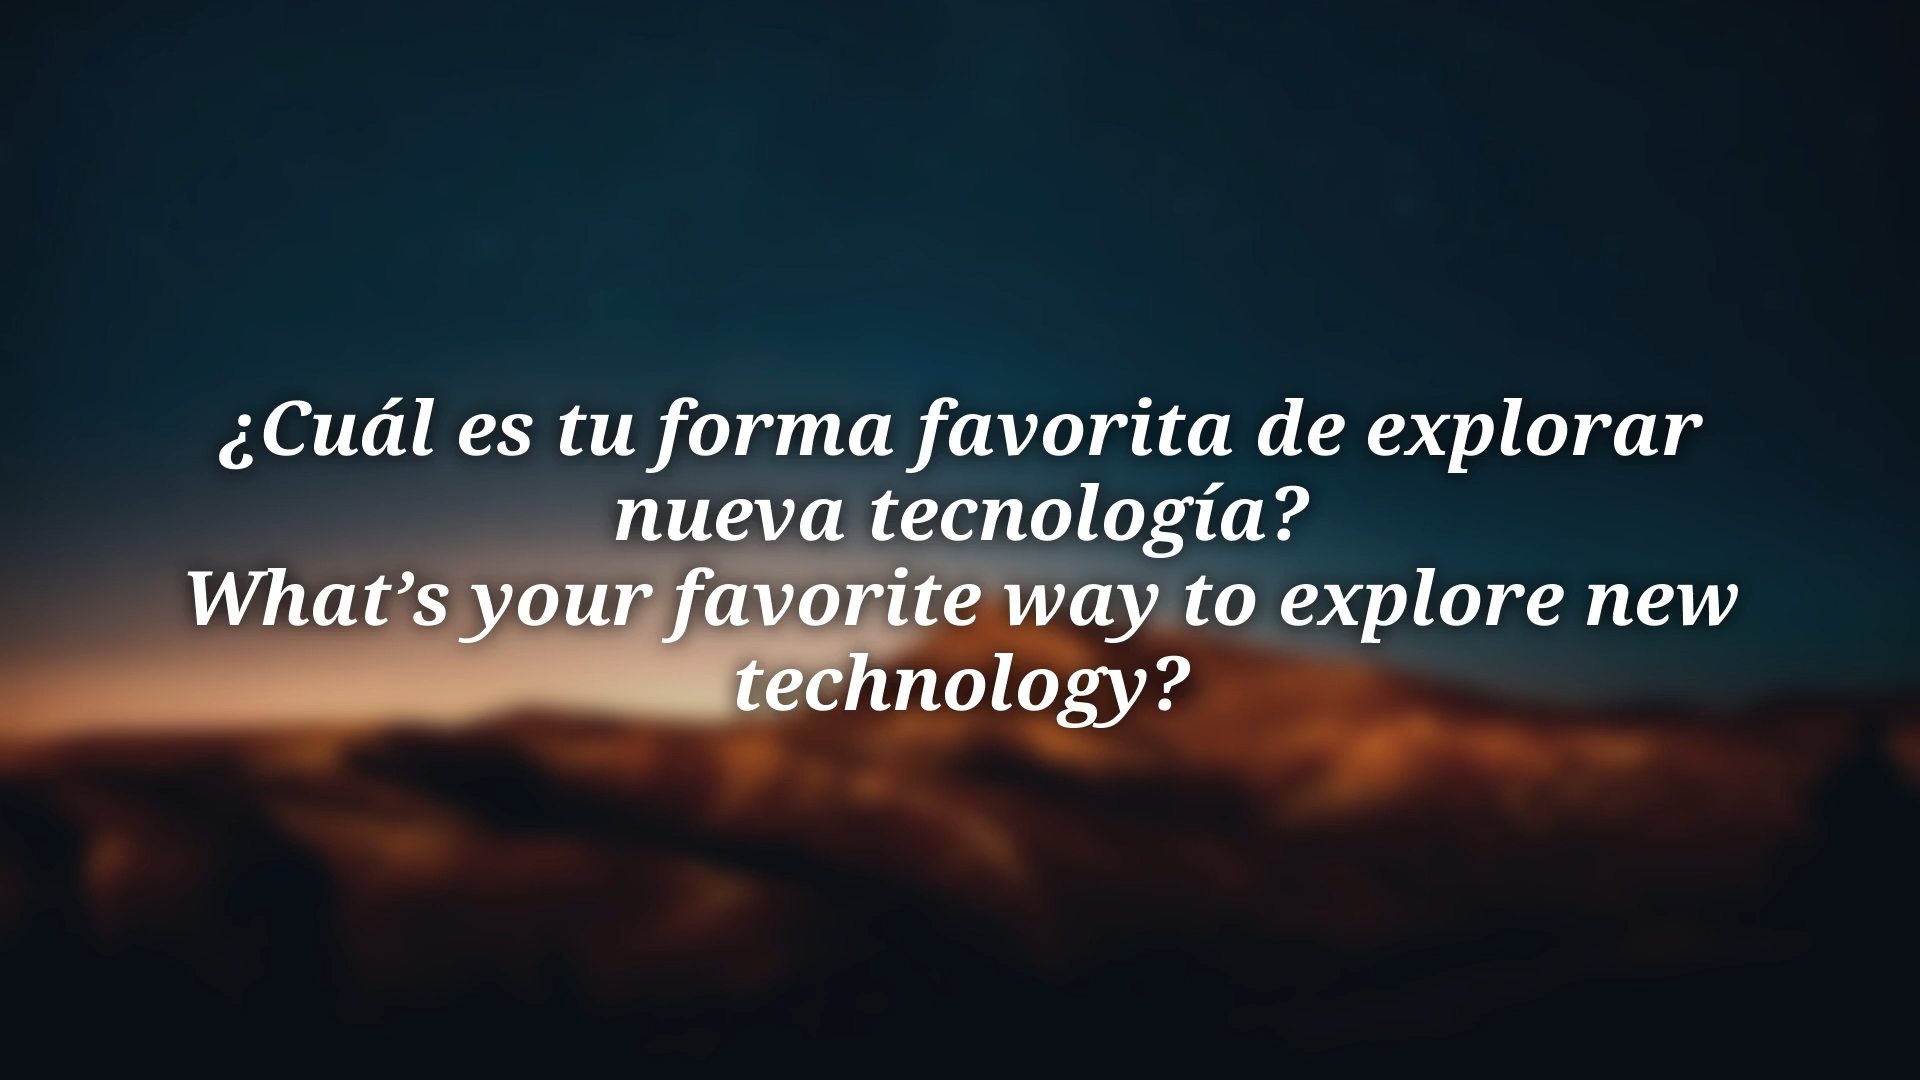 ¿Cuál es tu forma favorita de explorar
nueva tecnología?
What’s your favorite way to explore new
technology?